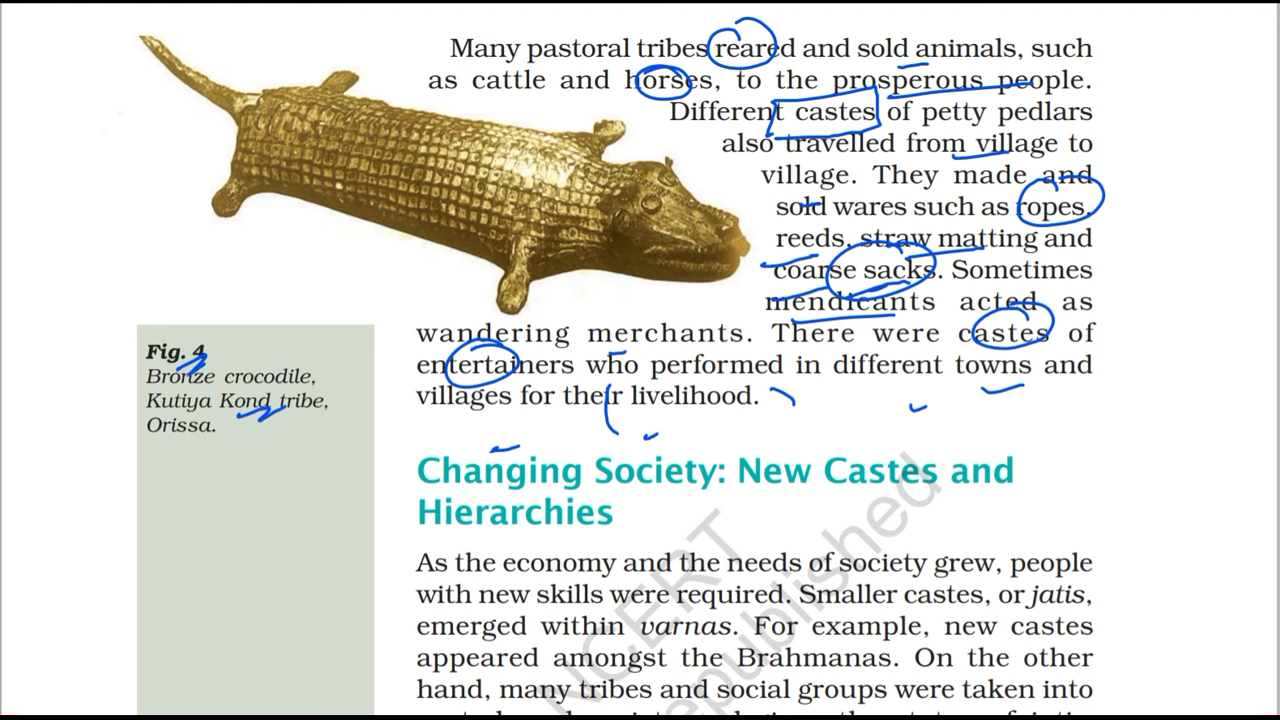 Many pastoral tribes reared and sold animals, such
as cattle and horses, to the prosperous people.
Different castes of petty pedlars
also travelled from village to
village. They made and
sold wares such as ropes,
reeds, straw matting and
coarse sacks. Sometimes
mendicants acted as
wandering merchants. There were castes of
entertainers who performed in different towns and
villages for their livelihood.
Fig. 4
Bronze crocodile,
Kutiya Kond tribe,
Orissa.
Changing Society: New Castes and
Hierarchies
As the economy and the needs of society grew, people
with new skills were required. Smaller castes, or jatis,
emerged within varnas. For example, new castes
appeared amongst the Brahmanas. On the other
hand, many tribes and social groups were taken into
NCERT
republished